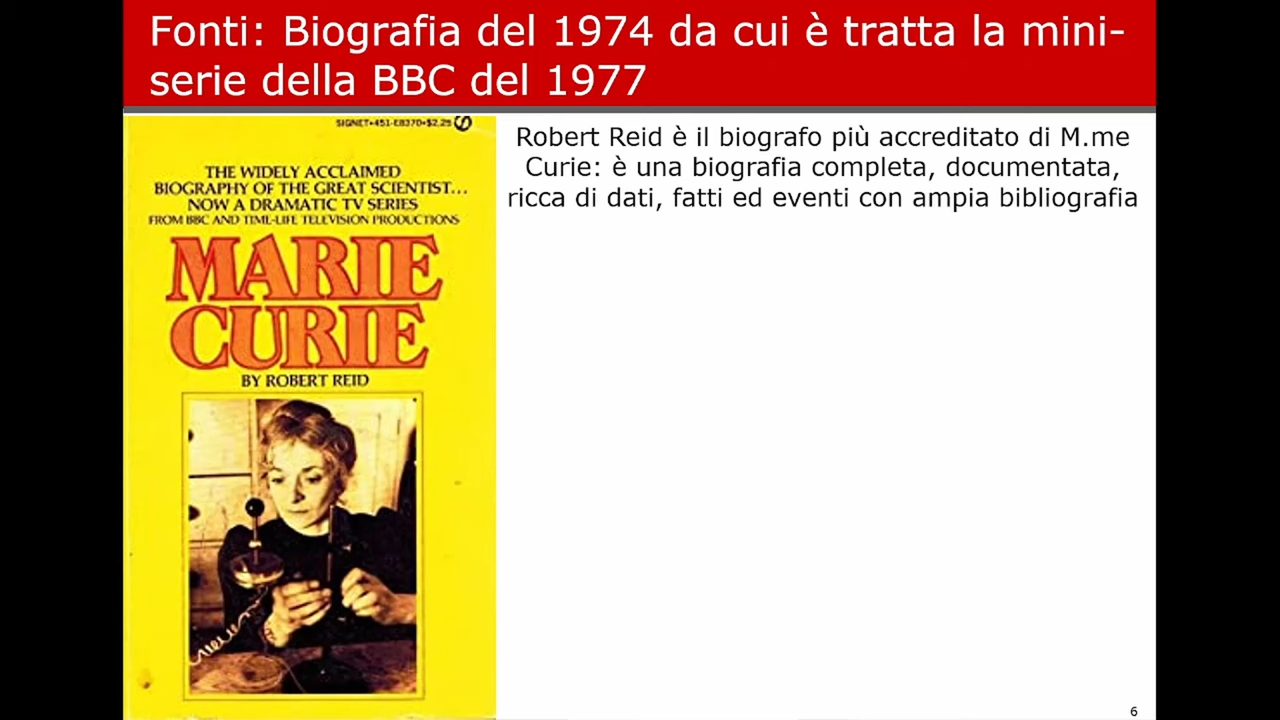 Fonti: Biografia del 1974 da cui è tratta la mini-
serie della BBC del 1977
SIGNET•451-E8370•$2.25
THE WIDELY ACCLAIMED
BIOGRAPHY OF THE GREAT SCIENTIST...
NOW A DRAMATIC TV SERIES
FROM BBC AND TIME-LIFE TELEVISION PRODUCTIONS
MARIE
CURIE
BY ROBERT REID
Robert Reid è il biografo più accreditato di M.me
Curie: è una biografia completa, documentata,
ricca di dati, fatti ed eventi con ampia bibliografia
6